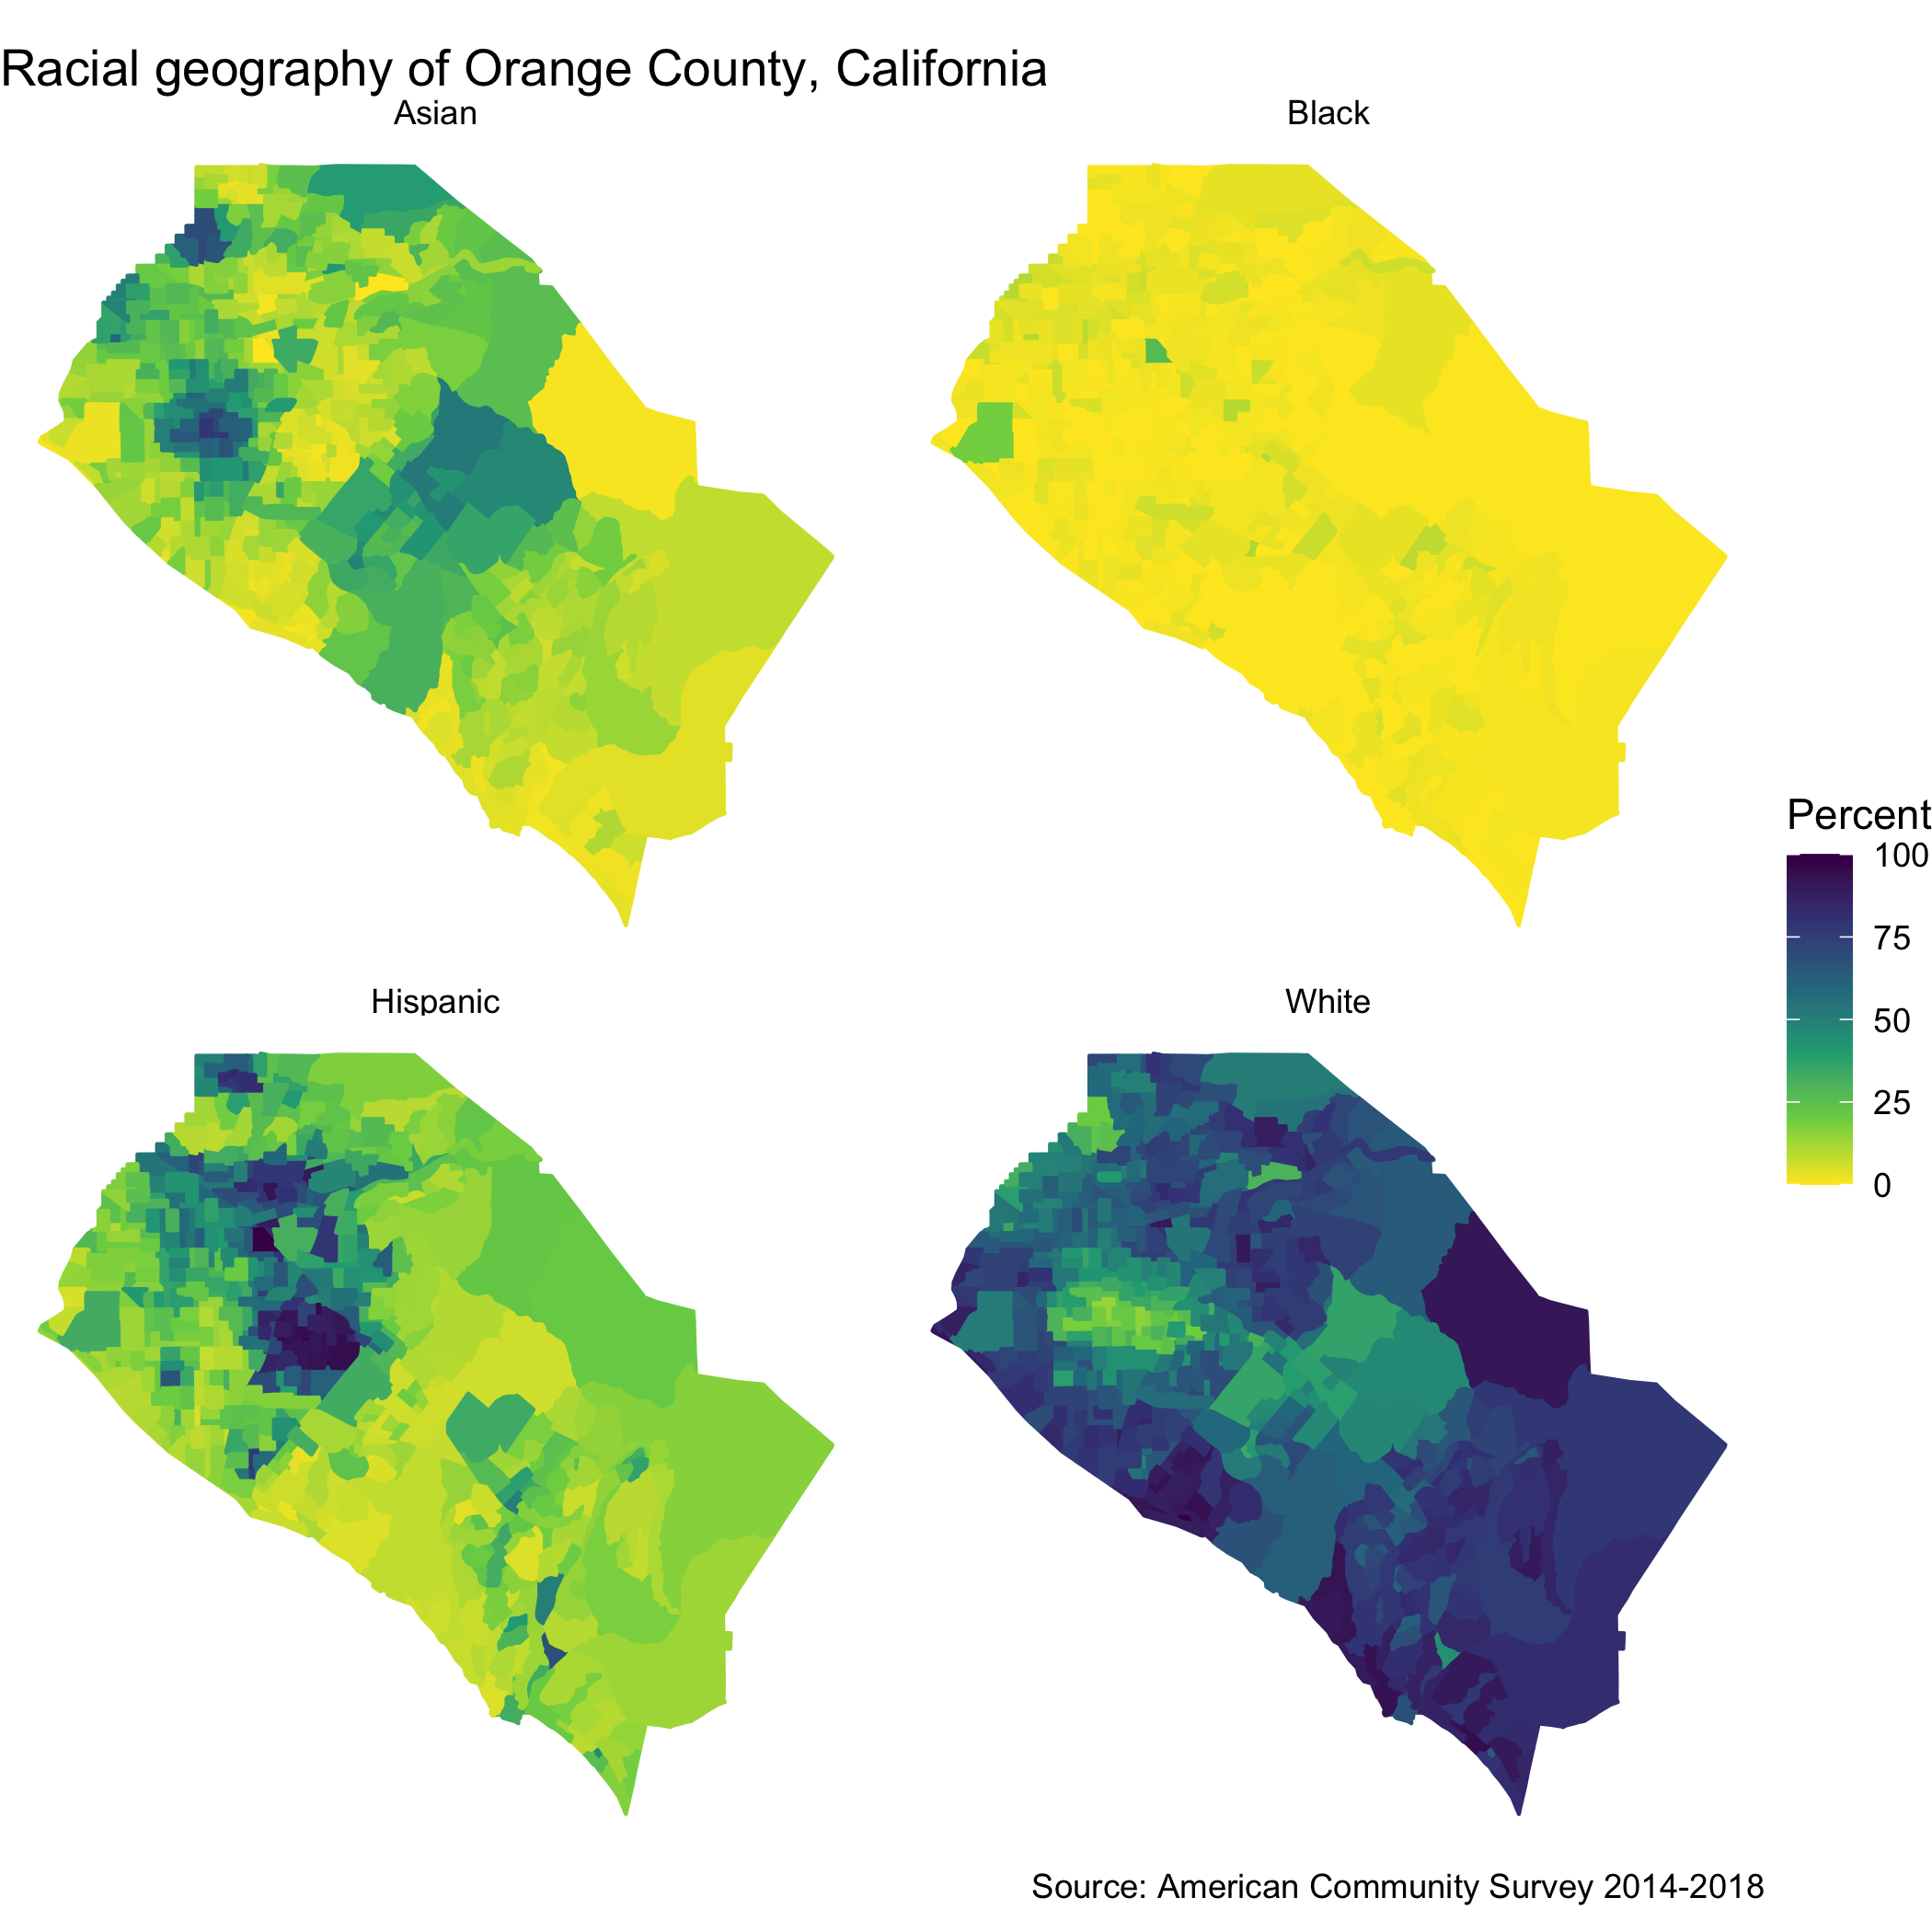 Racial geography of Orange County, California
Asian
Black
Hispanic
White
Percent
100
75
50
25
0
Source: American Community Survey 2014-2018